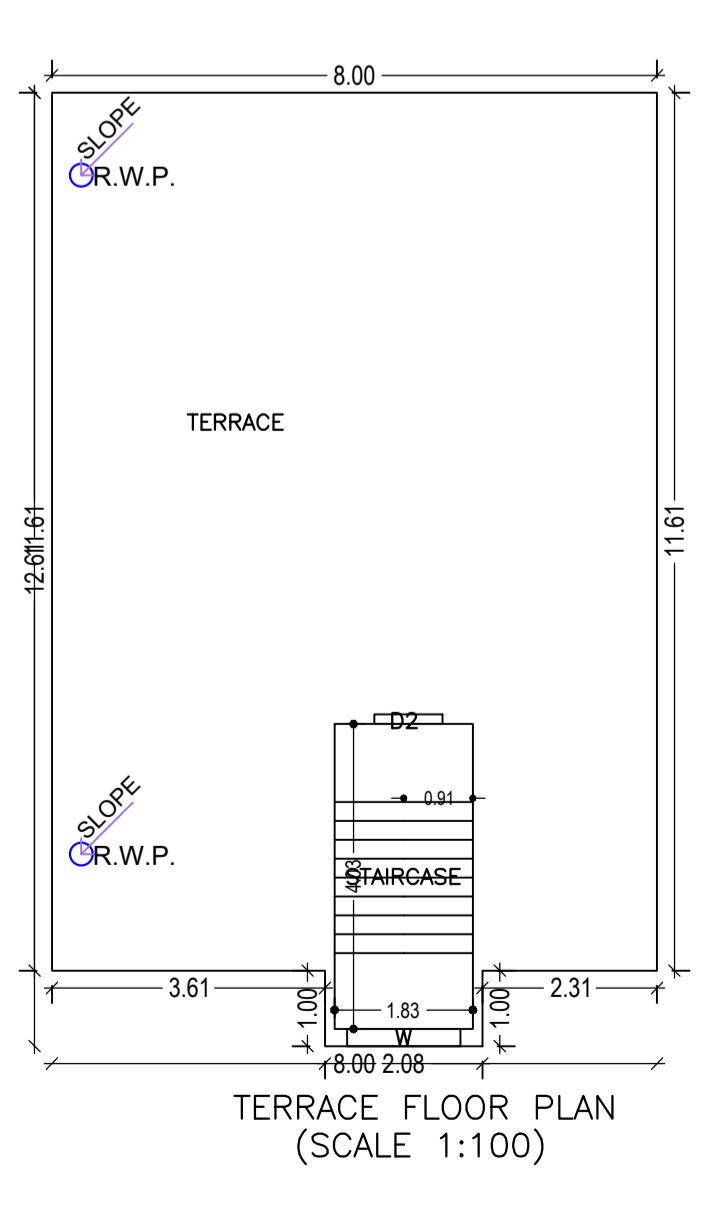 8.00
SLOPE
R.W.P.
TERRACE
11.61
12.61
11.61
D2
0.91
SLOPE
R.W.P.
4.03
STAIRCASE
3.61
1.00
1.83
1.00
2.31
W
8.00 2.08
TERRACE FLOOR PLAN
(SCALE 1:100)